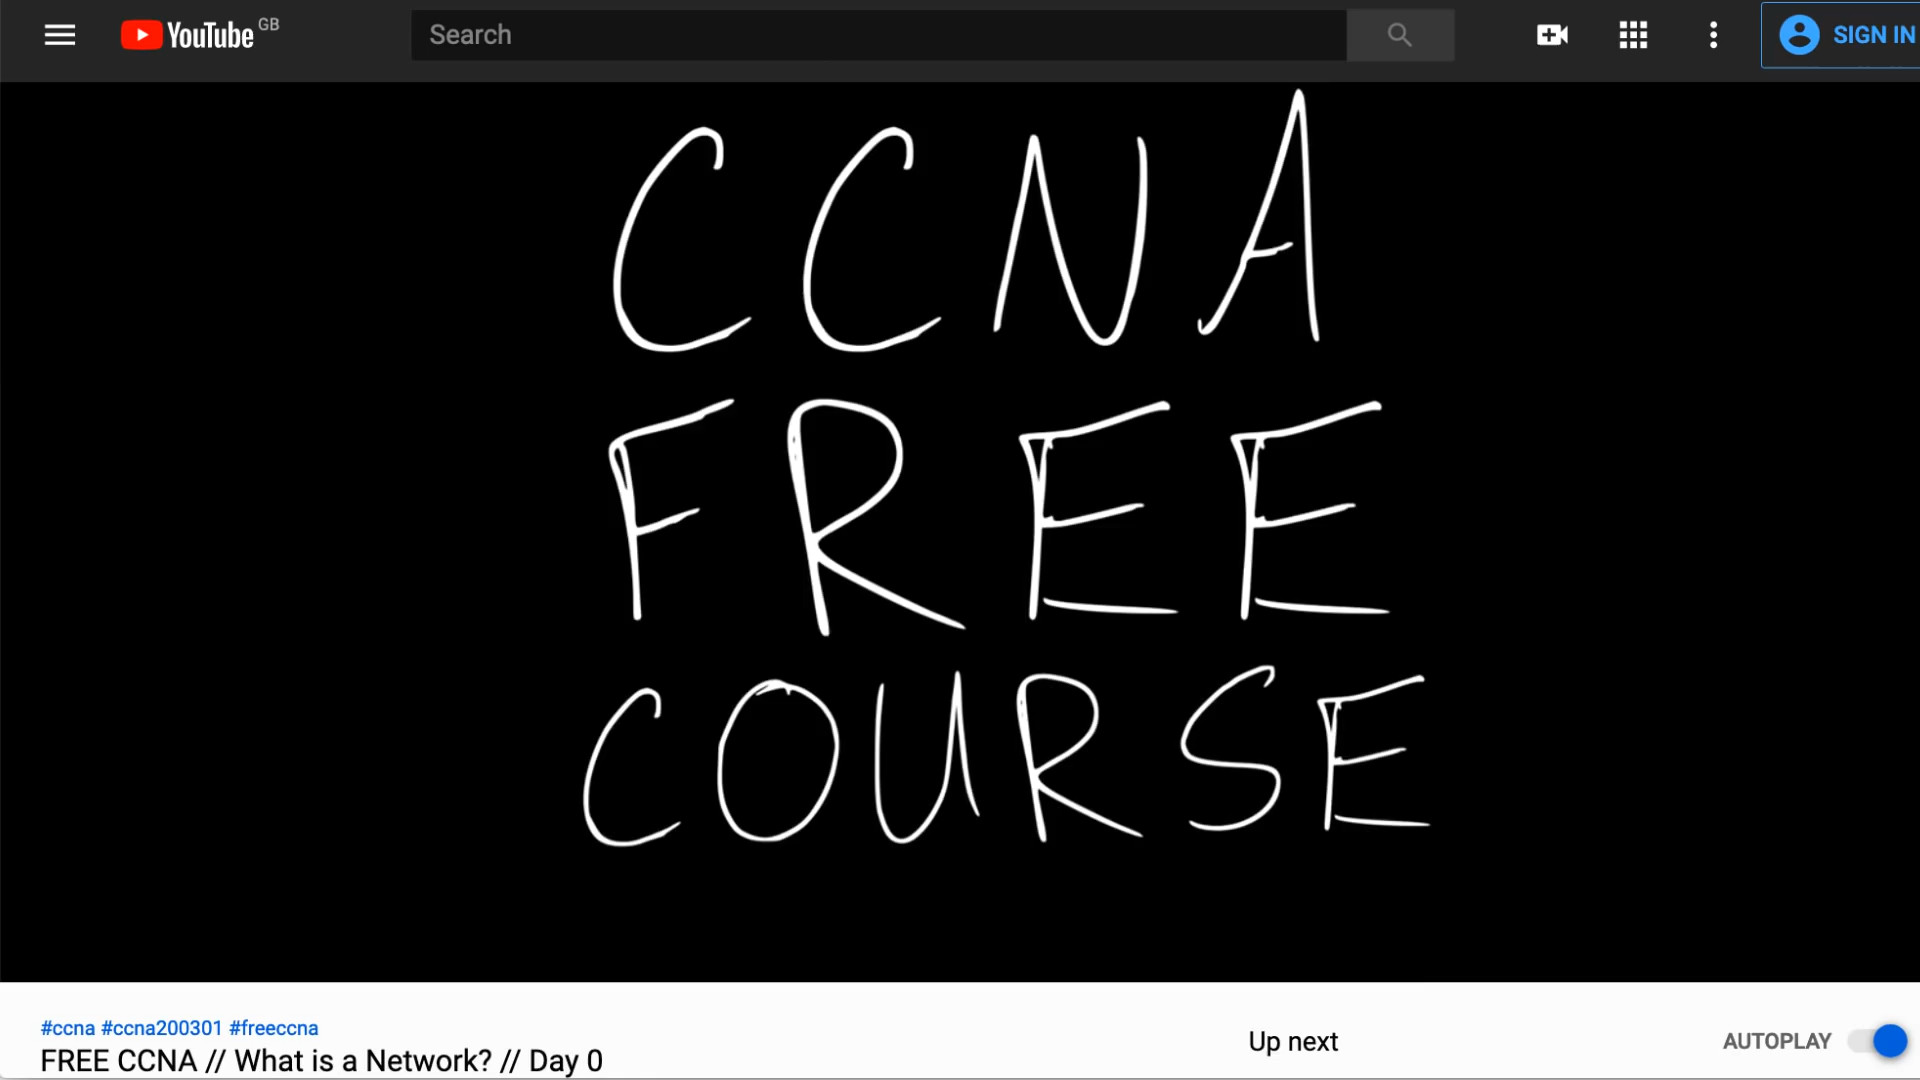 YouTube GB
Search
SIGN IN
CCNA
FREE
COURSE
#ccna #ccna200301 #freeccna
FREE CCNA // What is a Network? // Day 0
Up next
AUTOPLAY